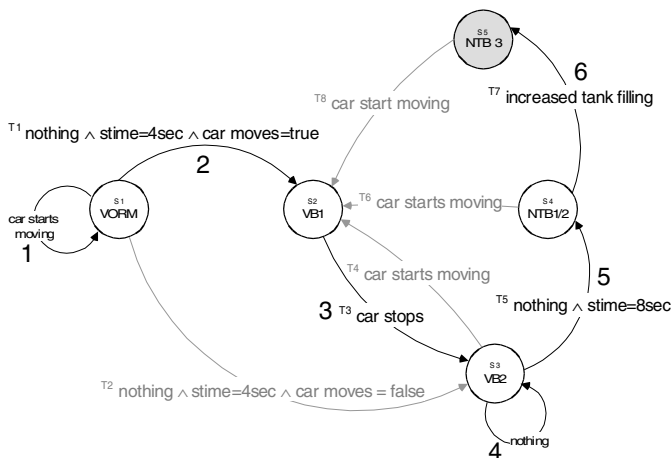 S5
NTB 3
6
T7 increased tank filling
T8 car start moving
T1 nothing ∧ stime=4sec ∧ car moves=true
2
S1
VORM
S2
VB1
T6 car starts moving
S4
NTB1/2
car starts
moving
1
T4 car starts moving
5
3 T3 car stops
T5 nothing ∧ stime=8sec
S3
VB2
T2 nothing ∧ stime=4sec ∧ car moves = false
4 nothing